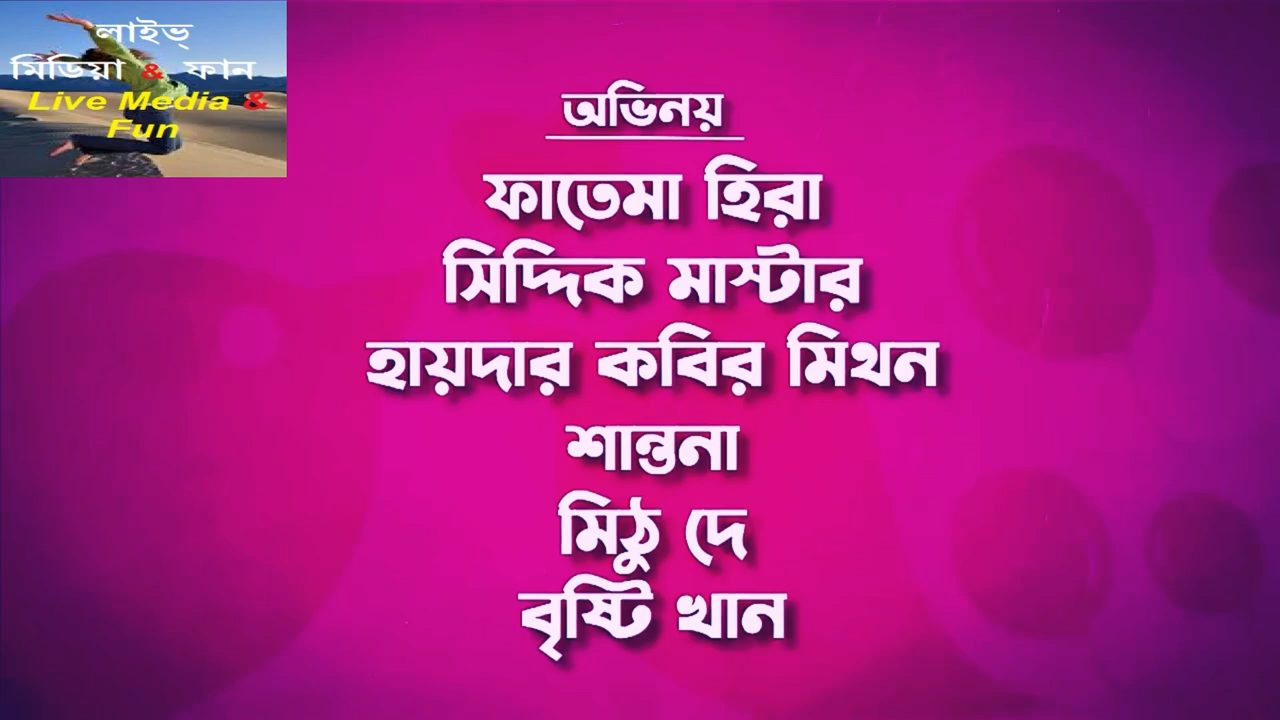 লাইভ্
মিডিয়া & ফান
Live Media &
Fun
অভিনয়
ফাতেমা হিরা
সিদ্দিক মাস্টার
হায়দার কবির মিথন
শান্তনা
মিঠু দে
বৃষ্টি খান